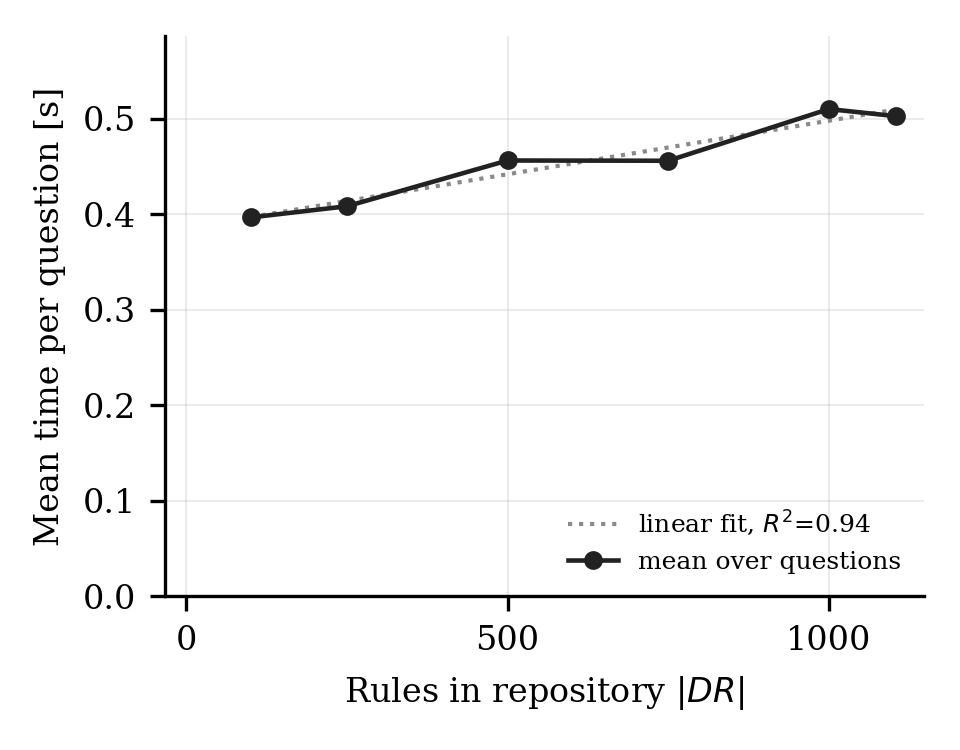 Mean time per question [s]
0.5
0.4
0.3
0.2
0.1
0.0
linear fit, R²=0.94
mean over questions
0 500 1000
Rules in repository |DR|